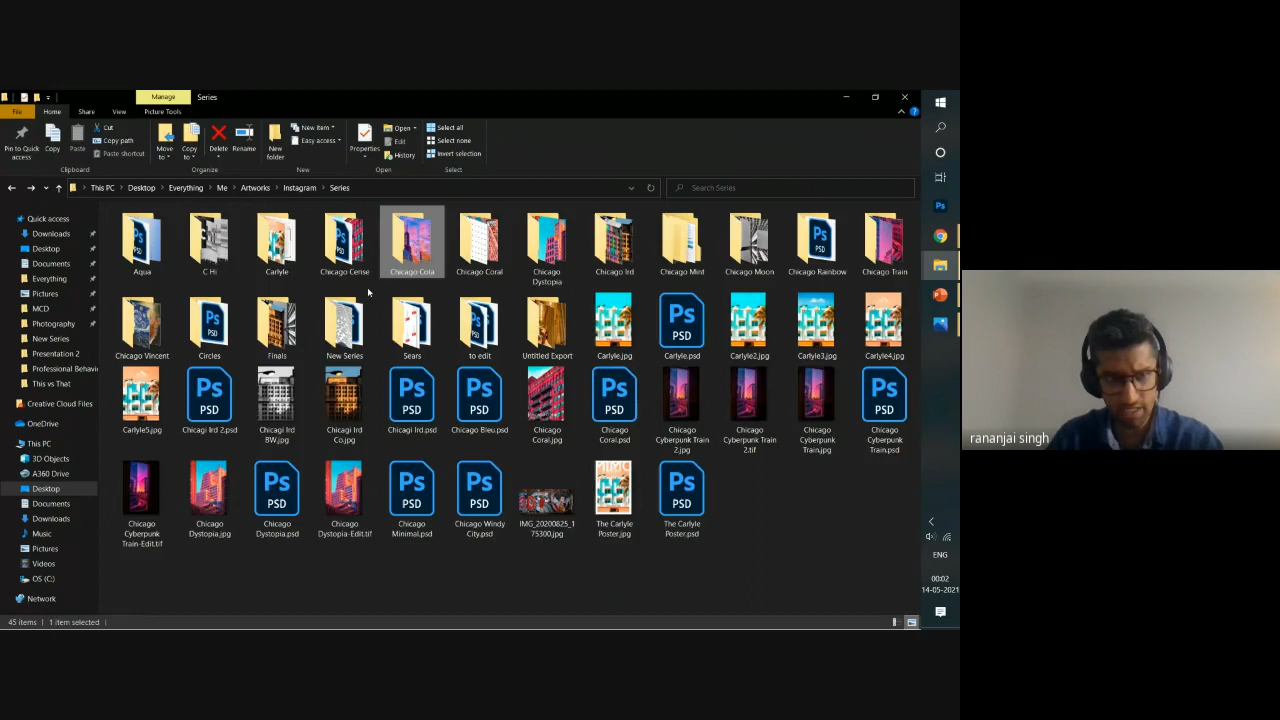 Manage
Series
File
Home
Share
View
Picture Tools
Pin to Quick access
Copy
Paste
Cut
Copy path
Paste shortcut
Move to
Copy to
Delete
Rename
New folder
New item
Easy access
Properties
Open
Edit
History
Select all
Select none
Invert selection
Clipboard
Organize
New
Open
Select
This PC > Desktop > Everything > Me > Artworks > Instagram > Series
Search Series
Quick access
Downloads
Desktop
Documents
Everything
Pictures
MCD
Photography
New Series
Presentation 2
Professional Behavi
This vs That
Creative Cloud Files
OneDrive
This PC
3D Objects
A360 Drive
Desktop
Documents
Downloads
Music
Pictures
Videos
OS (C:)
Network
Aqua
C Hi
Carlyle
Chicago Cerise
Chicago Cola
Chicago Coral
Chicago Dystopia
Chicago Ird
Chicago Mint
Chicago Moon
Chicago Rainbow
Chicago Train
Chicago Vincent
Circles
Finals
New Series
Sears
to edit
Untitled Export
Carlyle.jpg
Carlyle.psd
Carlyle2.jpg
Carlyle3.jpg
Carlyle4.jpg
Carlyle5.jpg
Chicagi Ird 2.psd
Chicagi Ird BW.jpg
Chicagi Ird Co.jpg
Chicagi Ird.psd
Chicago Bleu.psd
Chicago Coral.jpg
Chicago Coral.psd
Chicago Cyberpunk Train 2.jpg
Chicago Cyberpunk Train 2.tif
Chicago Cyberpunk Train.jpg
Chicago Cyberpunk Train.psd
Chicago Cyberpunk Train-Edit.tif
Chicago Dystopia.jpg
Chicago Dystopia.psd
Chicago Dystopia-Edit.tif
Chicago Minimal.psd
Chicago Windy City.psd
IMG_20200825_175300.jpg
The Carlyle Poster.jpg
The Carlyle Poster.psd
45 items
1 item selected
ENG
00:02
14-05-2021
rananjai singh